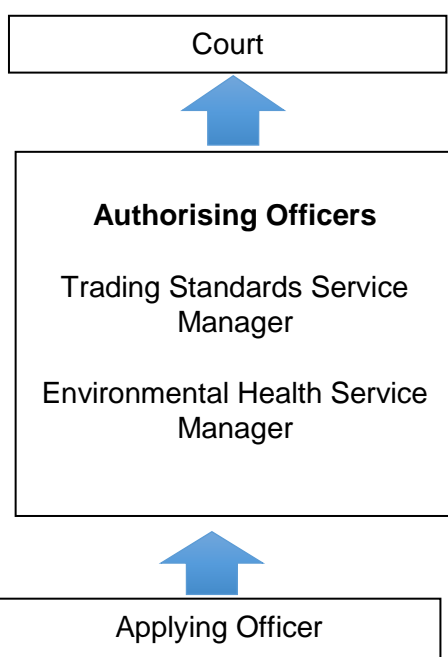 Court
Authorising Officers
Trading Standards Service
Manager
Environmental Health Service
Manager
Applying Officer